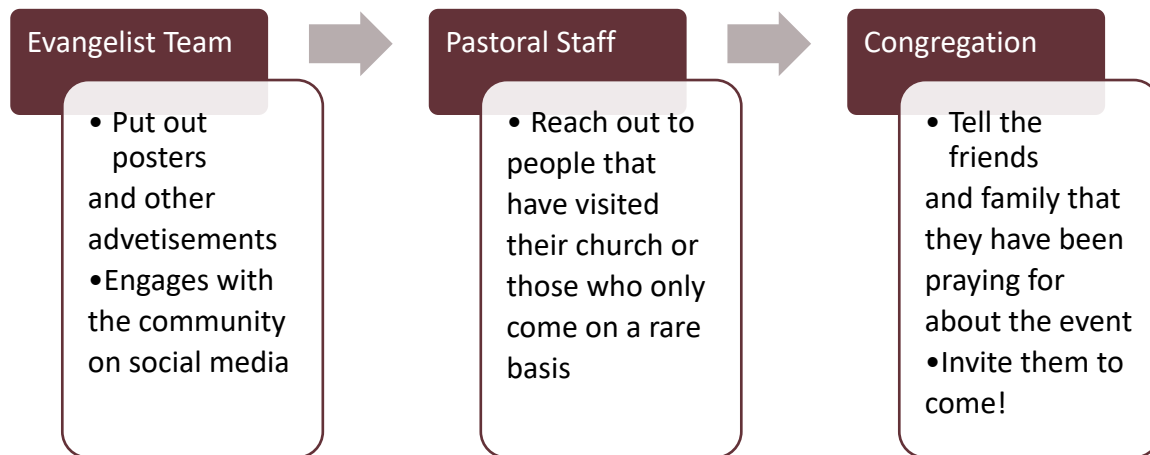 Evangelist Team
• Put out
posters
and other
advetisements
•Engages with
the community
on social media
Pastoral Staff
• Reach out to
people that
have visited
their church or
those who only
come on a rare
basis
Congregation
• Tell the
friends
and family that
they have been
praying for
about the event
•Invite them to
come!